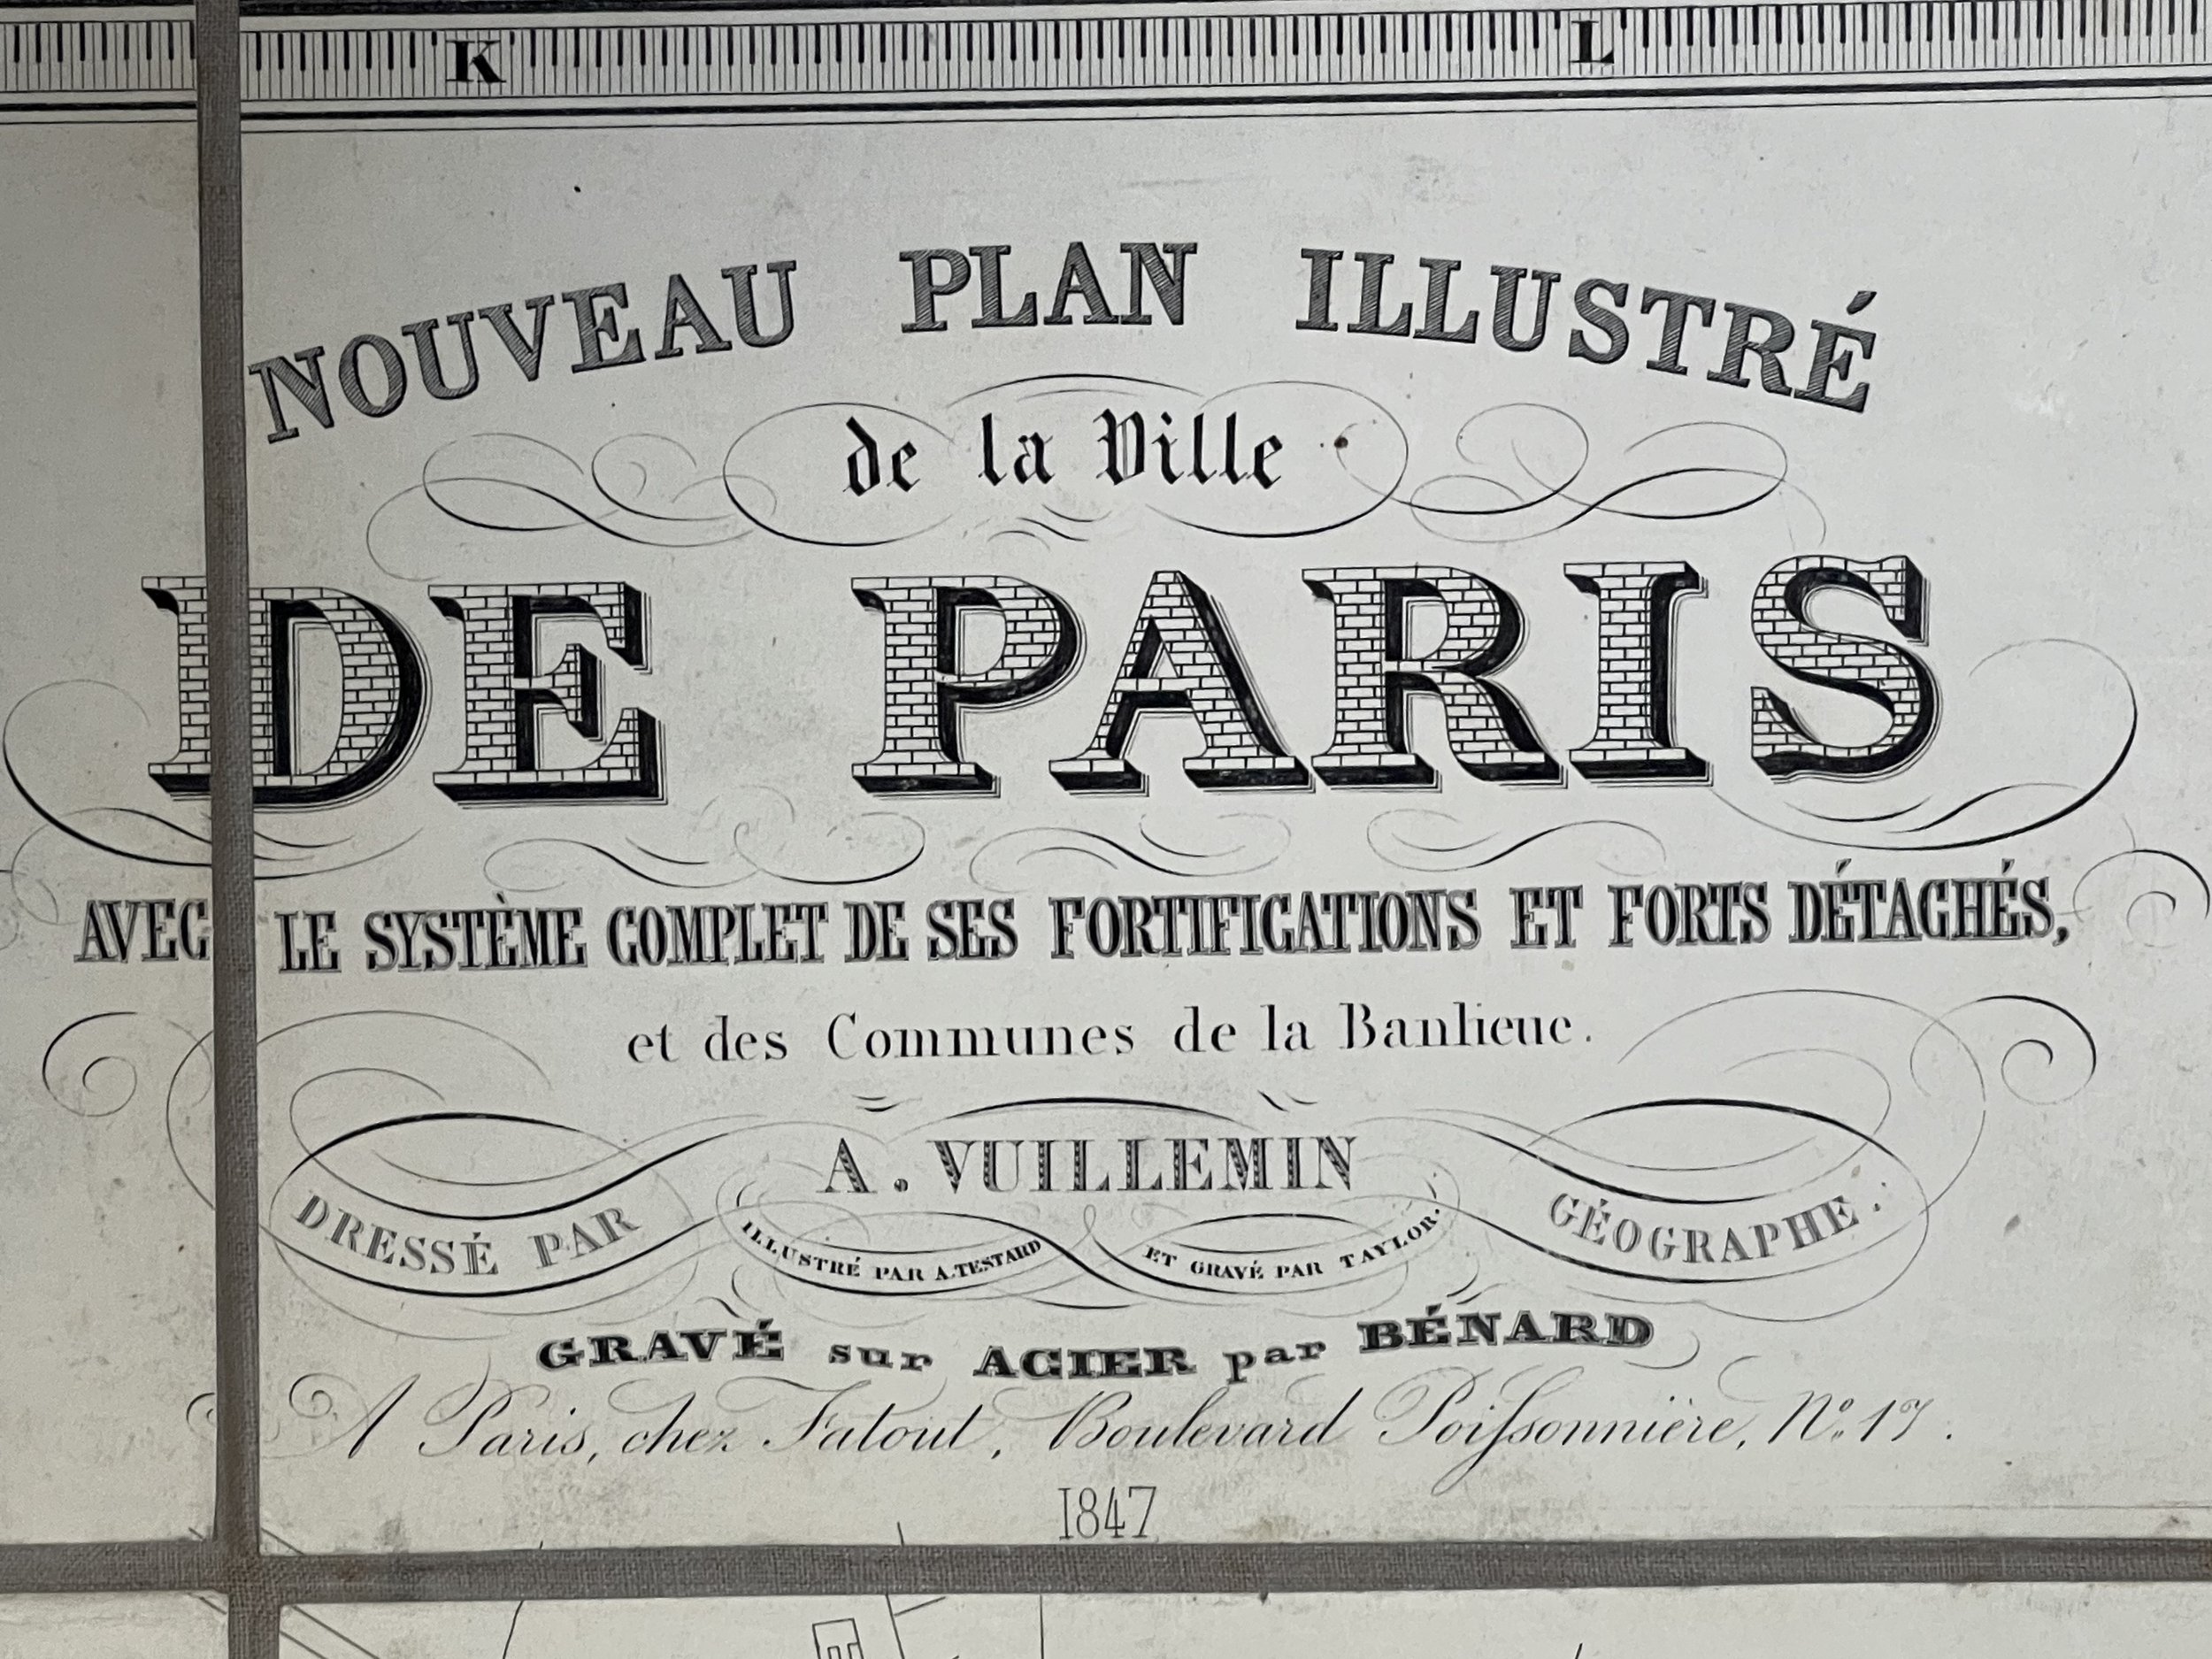 K L
NOUVEAU PLAN ILLUSTRÉ
de la Ville
DE PARIS
AVEC LE SYSTÈME COMPLET DE SES FORTIFICATIONS ET FORTS DÉTACHÉS,
et des Communes de la Banlieue.
A. VUILLEMIN
DRESSÉ PAR GÉOGRAPHE.
ILLUSTRÉ PAR A. TESTARD ET GRAVÉ PAR TAYLOR.
GRAVÉ sur ACIER par BÉNARD
A Paris, chez Fatout, Boulevard Poiſsonnière, Nº. 17.
1847